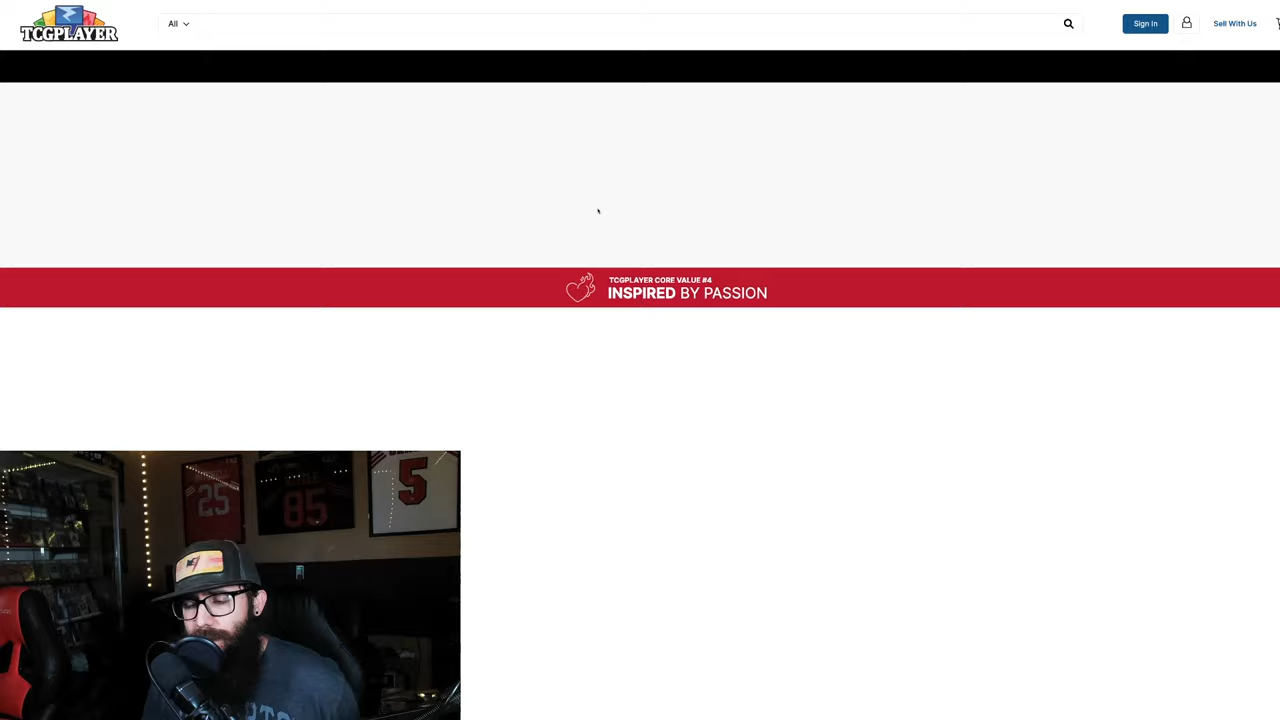 TCGPLAYER
All
Sign In
Sell With Us
TCGPLAYER CORE VALUE #4
INSPIRED BY PASSION
25
85
5